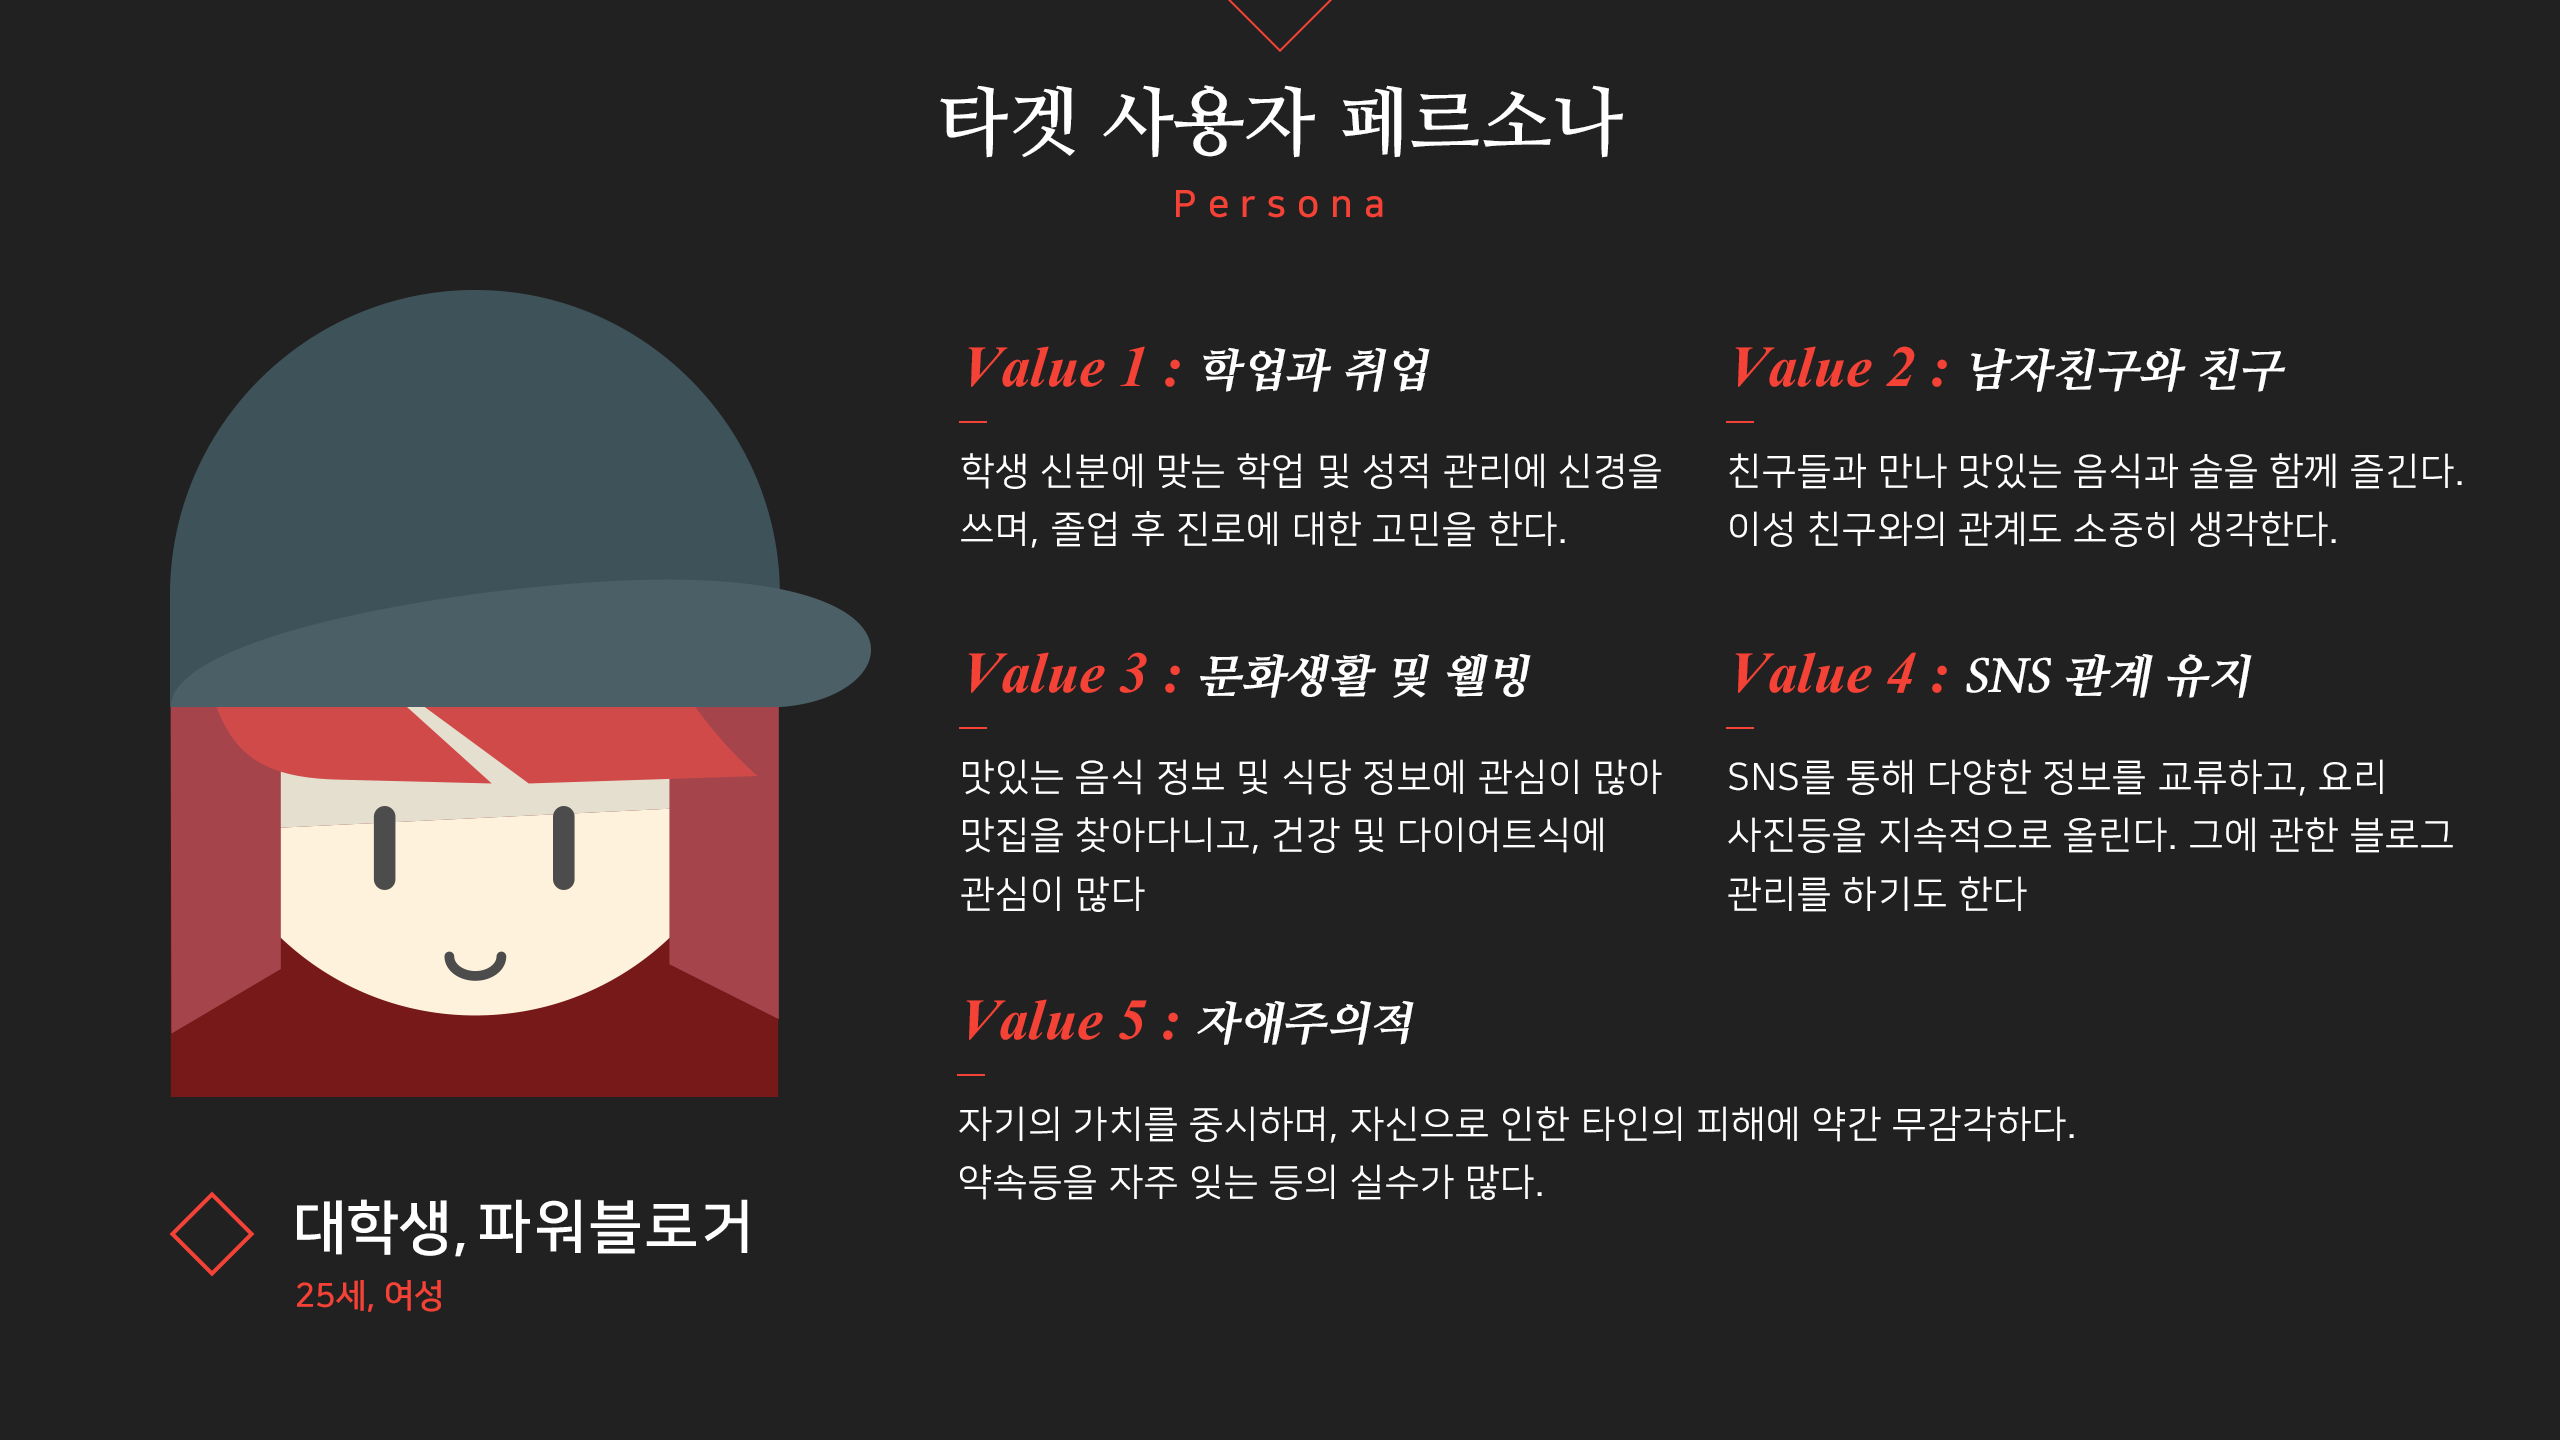 타겟 사용자 페르소나
Persona
Value 1 : 학업과 취업
학생 신분에 맞는 학업 및 성적 관리에 신경을
쓰며, 졸업 후 진로에 대한 고민을 한다.
Value 2 : 남자친구와 친구
친구들과 만나 맛있는 음식과 술을 함께 즐긴다.
이성 친구와의 관계도 소중히 생각한다.
Value 3 : 문화생활 및 웰빙
맛있는 음식 정보 및 식당 정보에 관심이 많아
맛집을 찾아다니고, 건강 및 다이어트식에
관심이 많다
Value 4 : SNS 관계 유지
SNS를 통해 다양한 정보를 교류하고, 요리
사진등을 지속적으로 올린다. 그에 관한 블로그
관리를 하기도 한다
Value 5 : 자애주의적
자기의 가치를 중시하며, 자신으로 인한 타인의 피해에 약간 무감각하다.
약속등을 자주 잊는 등의 실수가 많다.
대학생, 파워블로거
25세, 여성